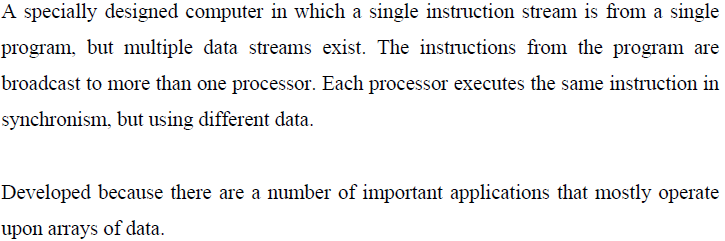 A specially designed computer in which a single instruction stream is from a single
program, but multiple data streams exist. The instructions from the program are
broadcast to more than one processor. Each processor executes the same instruction in
synchronism, but using different data.
Developed because there are a number of important applications that mostly operate
upon arrays of data.